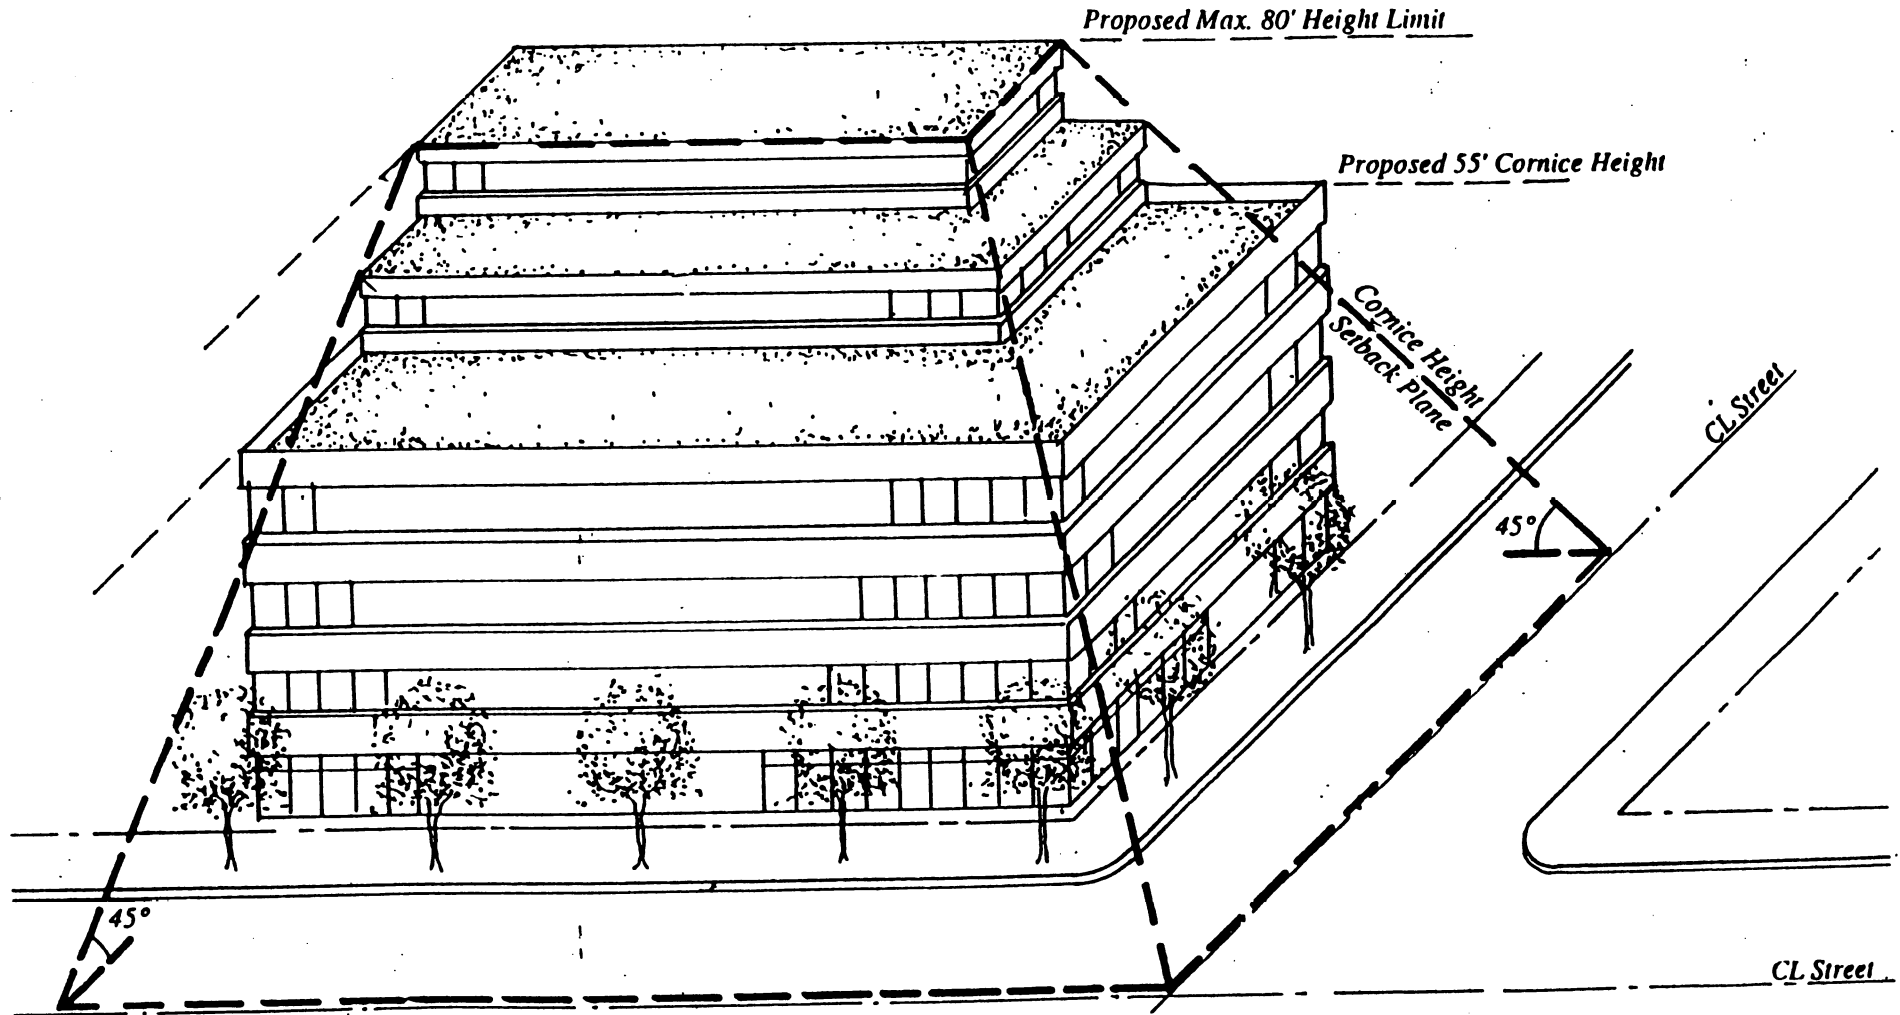 Proposed Max. 80' Height Limit
Proposed 55' Cornice Height
Cornice Height
Setback Plane
CL Street
45°
45°
CL Street